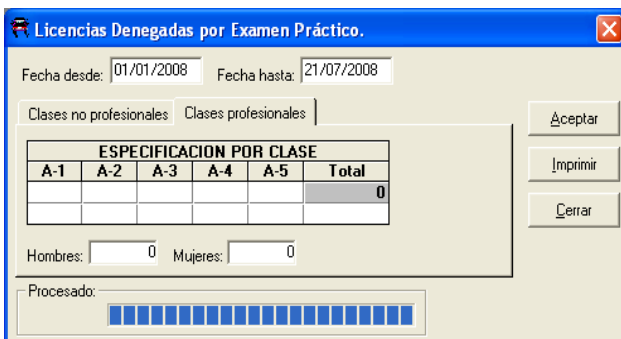 Licencias Denegadas por Examen Práctico.
Fecha desde: 01/01/2008 Fecha hasta: 21/07/2008
Clases no profesionales Clases profesionales
Aceptar
ESPECIFICACION POR CLASE
A-1 A-2 A-3 A-4 A-5 Total
0
Imprimir
Cerrar
Hombres: 0 Mujeres: 0
Procesado: